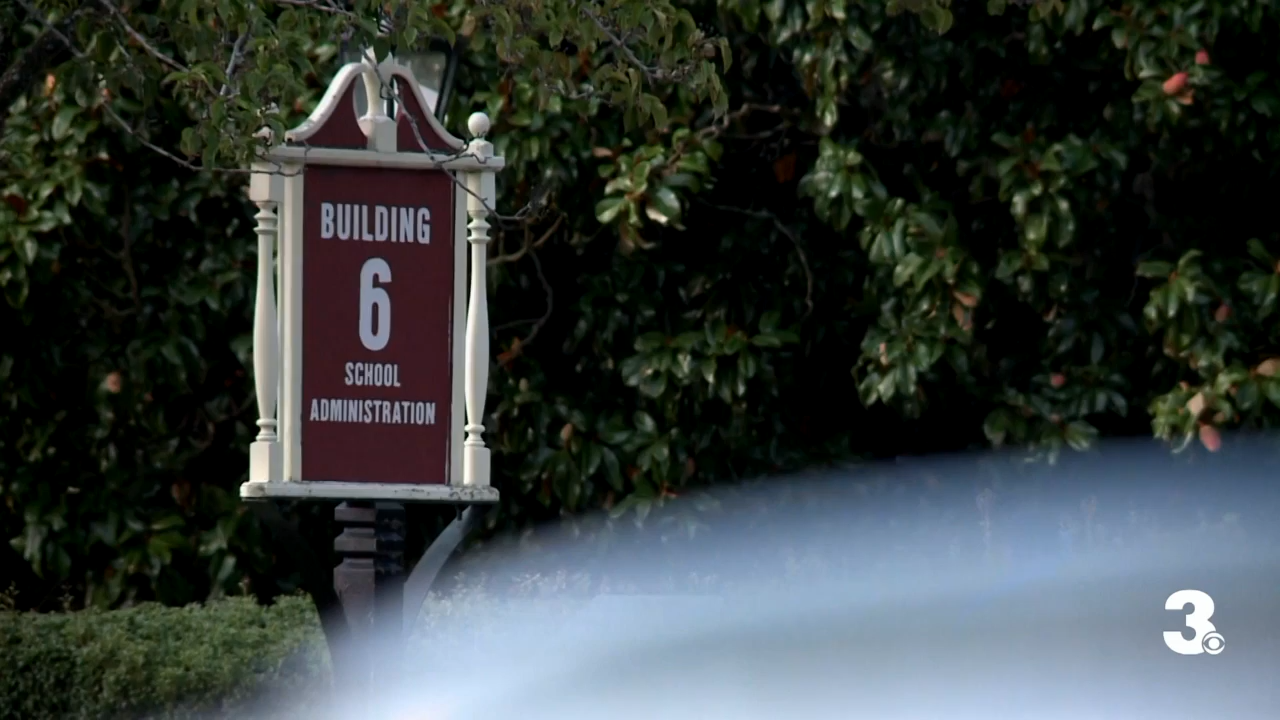 BUILDING
6
SCHOOL
ADMINISTRATION
3